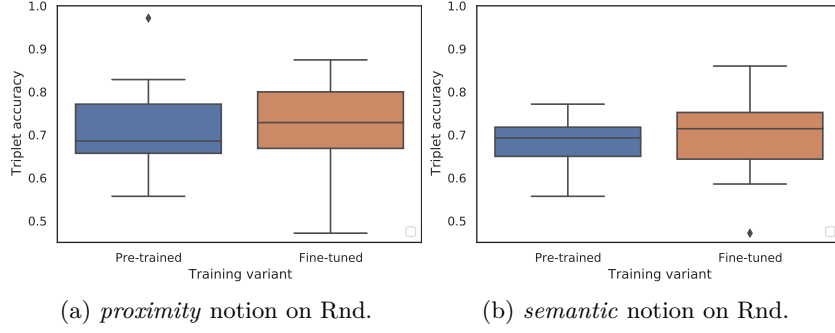 1.0
0.9
0.8
0.7
0.6
0.5
Triplet accuracy
Pre-trained
Fine-tuned
Training variant
(a) proximity notion on Rnd.
1.0
0.9
0.8
0.7
0.6
0.5
Triplet accuracy
Pre-trained
Fine-tuned
Training variant
(b) semantic notion on Rnd.